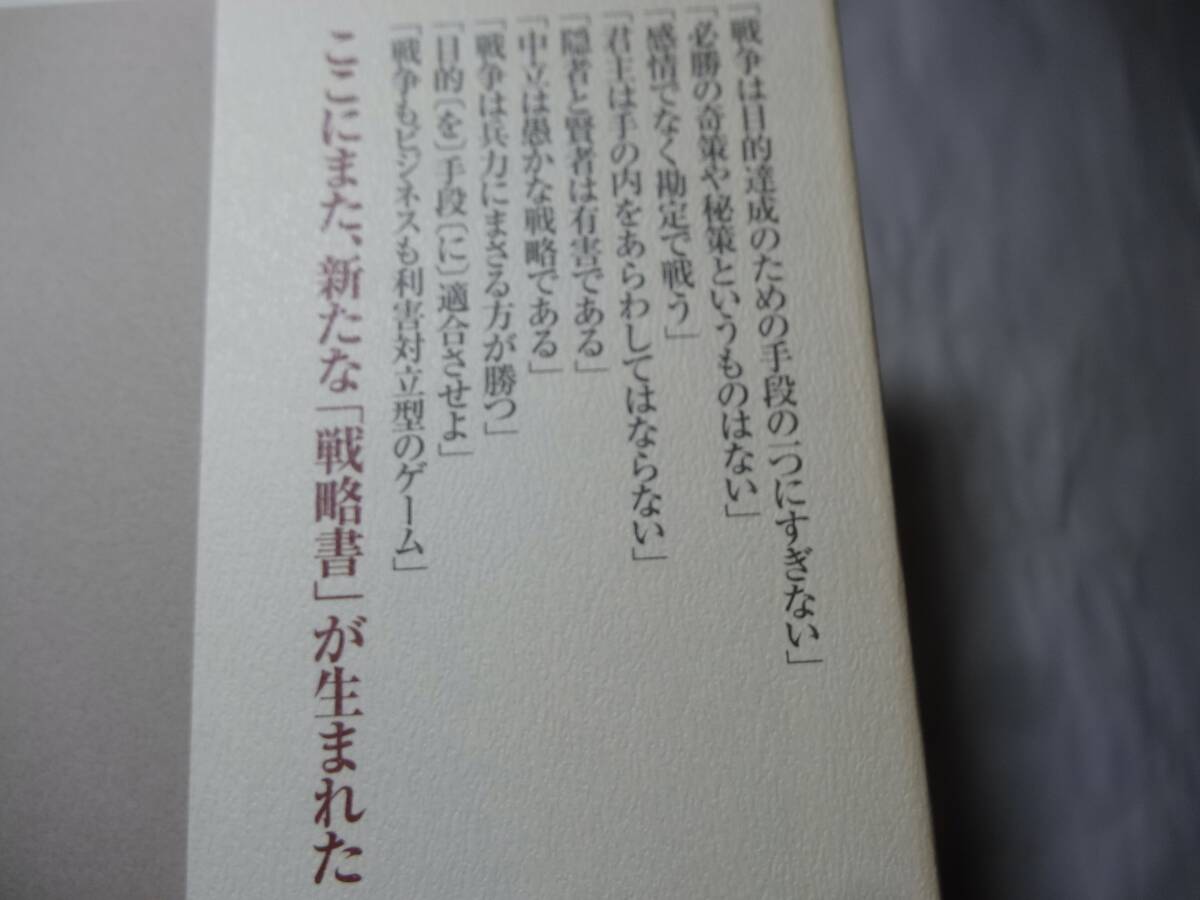 「戦争は目的達成のための手段の一つにすぎない」
「必勝の奇策や秘策というものはない」
「感情でなく勘定で戦う」
「君主は手の内をあらわしてはならない」
「隠者と賢者は有害である」
「中立は愚かな戦略である」
「戦争は兵力にまさる方が勝つ」
「目的〔を〕手段〔に〕適合させよ」
「戦争もビジネスも利害対立型のゲーム」
ここにまた、新たな「戦略書」が生まれた